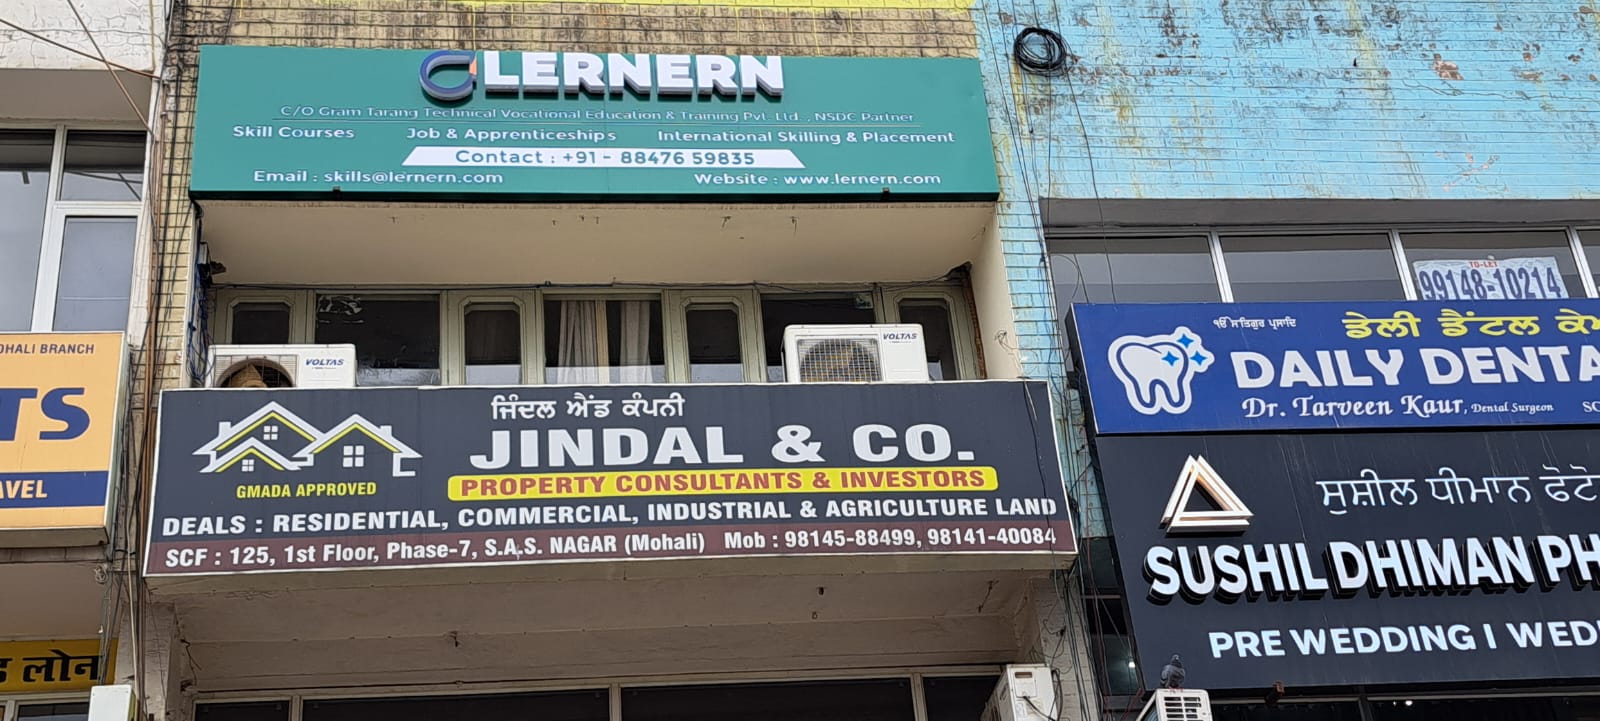 LERNERN
C/O Gram Tarang Technical Vocational Education & Training Pvt. Ltd. , NSDC Partner
Skill Courses Job & Apprenticeships International Skilling & Placement
Contact : +91 - 88476 59835
Email : skills@lernern.com Website : www.lernern.com
VOLTAS
VOLTAS
ਜਿੰਦਲ ਐਂਡ ਕੰਪਨੀ
JINDAL & CO.
GMADA APPROVED
PROPERTY CONSULTANTS & INVESTORS
DEALS : RESIDENTIAL, COMMERCIAL, INDUSTRIAL & AGRICULTURE LAND
SCF : 125, 1st Floor, Phase-7, S.A.S. NAGAR (Mohali) Mob : 98145-88499, 98141-40084
TO-LET
99148-10214
ੴ ਸਤਿਗੁਰ ਪ੍ਰਸਾਦਿ
ਡੇਲੀ ਡੈਂਟਲ ਕੇ
DAILY DENTA
Dr. Tarveen Kaur, Dental Surgeon SC
ਸੁਸ਼ੀਲ ਧੀਮਾਨ ਫੋਟੋ
SUSHIL DHIMAN PH
PRE WEDDING I WED
OHALI BRANCH
TS
AVEL
लोन